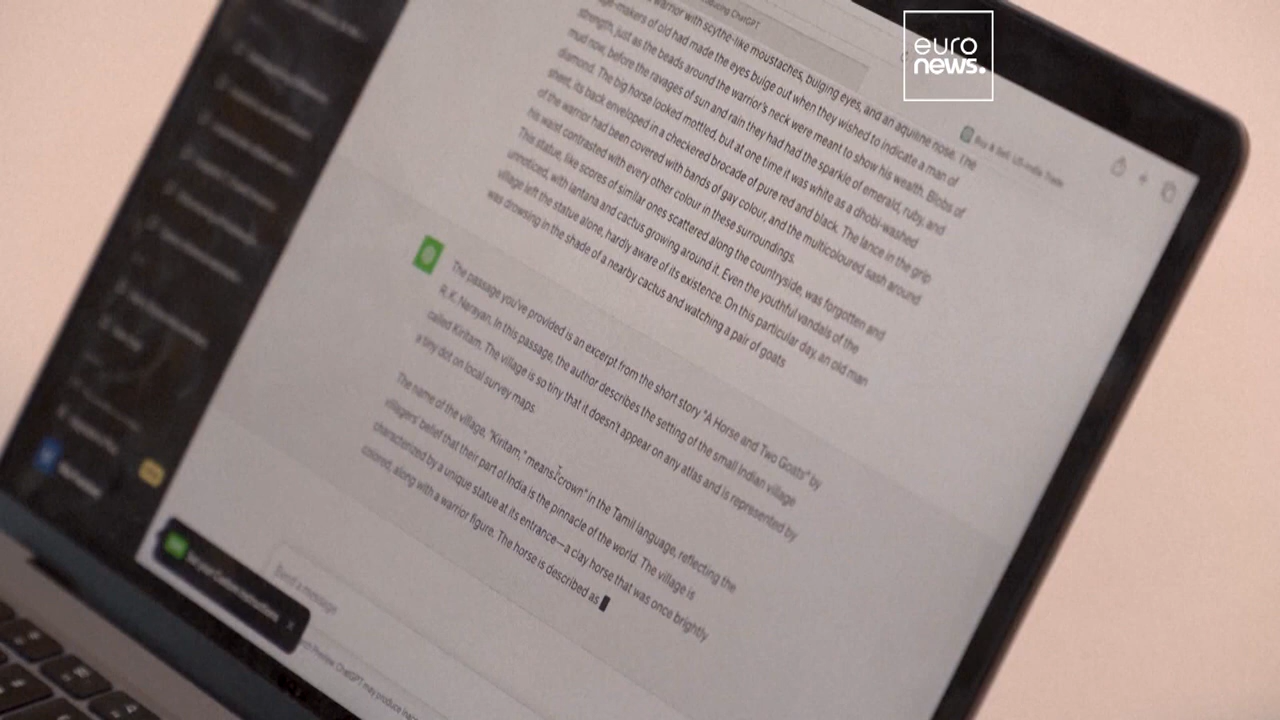 euro
news.
Buy & Sell: US-India Trade
warrior with scythe-like moustaches, bulging eyes, and an aquiline nose. The
-makers of old had made the eyes bulge out when they wished to indicate a man of
strength, just as the beads around the warrior's neck were meant to show his wealth. Blobs of
mud now, before the ravages of sun and rain they had had the sparkle of emerald, ruby, and
diamond. The big horse looked mottled, but at one time it was white as a dhobi-washed
sheet, its back enveloped in a checkered brocade of pure red and black. The lance in the grip
of the warrior had been covered with bands of gay colour, and the multicoloured sash around
his waist contrasted with every other colour in these surroundings.
This statue, like scores of similar ones scattered along the countryside, was forgotten and
unnoticed, with lantana and cactus growing around it. Even the youthful vandals of the
village left the statue alone, hardly aware of its existence. On this particular day, an old man
was drowsing in the shade of a nearby cactus and watching a pair of goats
The passage you've provided is an excerpt from the short story "A Horse and Two Goats" by
R. K. Narayan. In this passage, the author describes the setting of the small Indian village
called Kiritam. The village is so tiny that it doesn't appear on any atlas and is represented by
a tiny dot on local survey maps.
The name of the village, "Kiritam," means "crown" in the Tamil language, reflecting the
villagers' belief that their part of India is the pinnacle of the world. The village is
characterized by a unique statue at its entrance—a clay horse that was once brightly
colored, along with a warrior figure. The horse is described as
Send a message
Preview. ChatGPT may produce